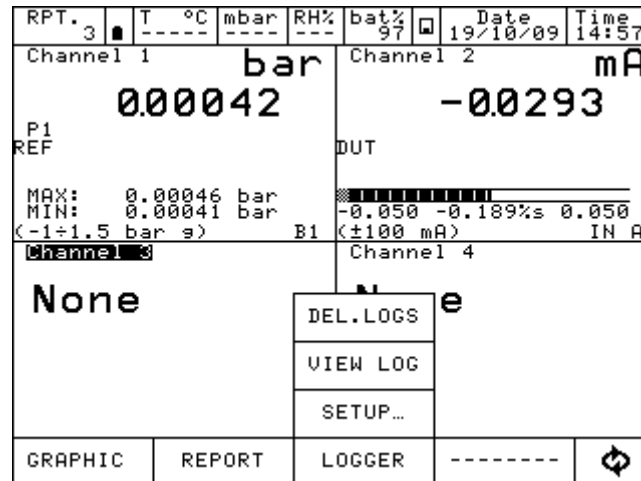 RPT. T °C mbar RH% bat% Date Time
3 ----- ---- --- 97 19/10/09 14:57
Channel 1 bar
0.00042
P1
REF
MAX: 0.00046 bar
MIN: 0.00041 bar
(-1÷1.5 bar g) B1
Channel 2 mA
-0.0293
DUT
-0.050 -0.189%s 0.050
(±100 mA) IN A
Channel 3
None
Channel 4
e
DEL.LOGS
VIEW LOG
SETUP…
GRAPHIC REPORT LOGGER --------